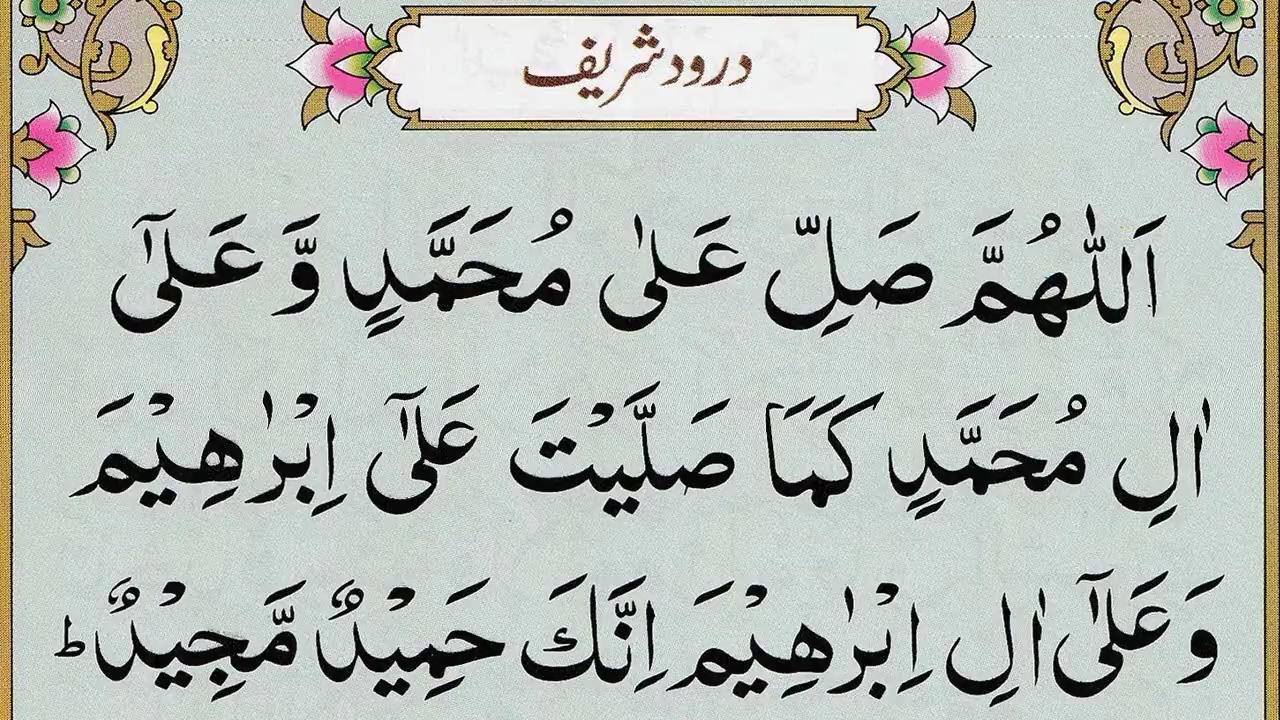 درود شریف
اَللّٰهُمَّ صَلِّ عَلٰى مُحَمَّدٍ وَّعَلٰٓى
اٰلِ مُحَمَّدٍ كَمَا صَلَّيْتَ عَلٰٓى اِبْرٰهِيْمَ
وَعَلٰٓى اٰلِ اِبْرٰهِيْمَ اِنَّكَ حَمِيْدٌ مَّجِيْدٌ ؕ